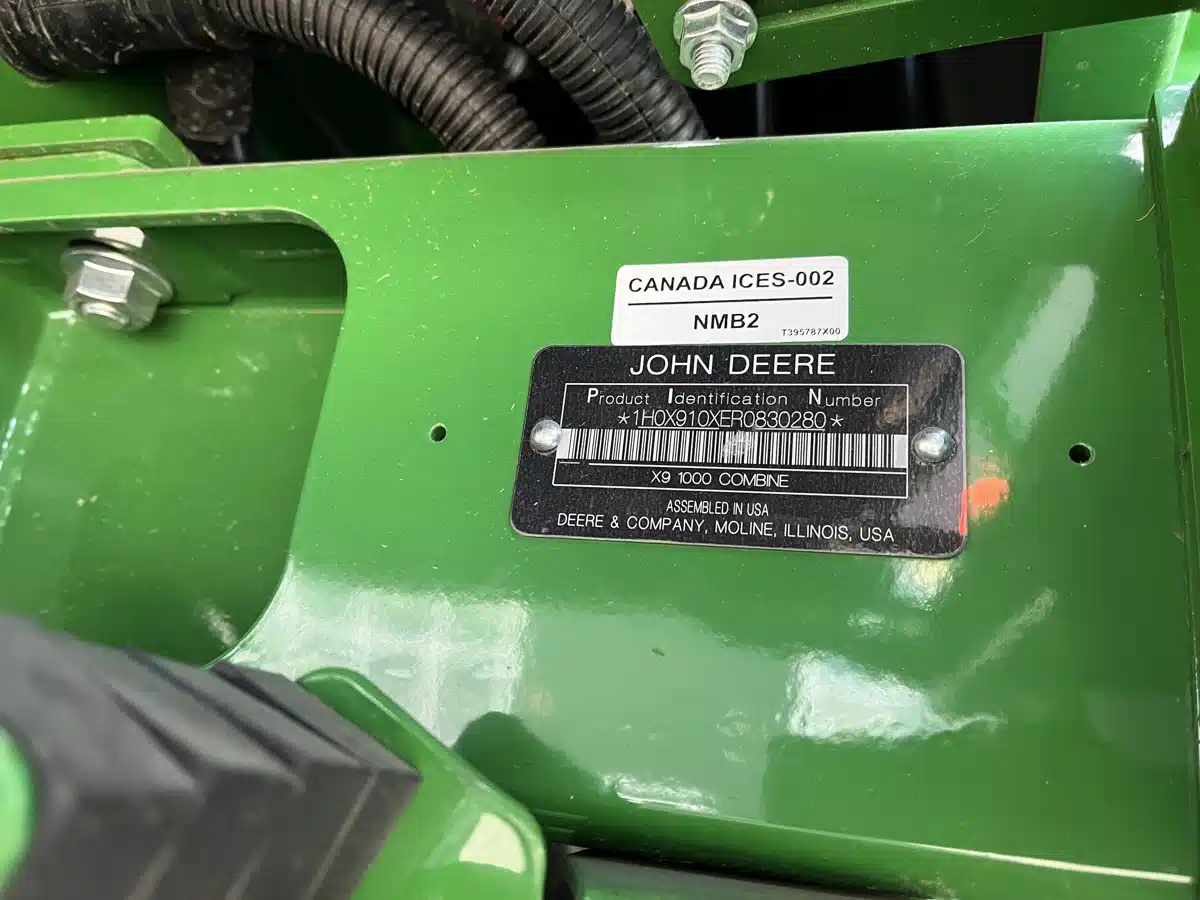 CANADA ICES-002
NMB2
T395787X00
JOHN DEERE
Product Identification Number
*1H0X910XER0830280*
X9 1000 COMBINE
ASSEMBLED IN USA
DEERE & COMPANY, MOLINE, ILLINOIS, USA